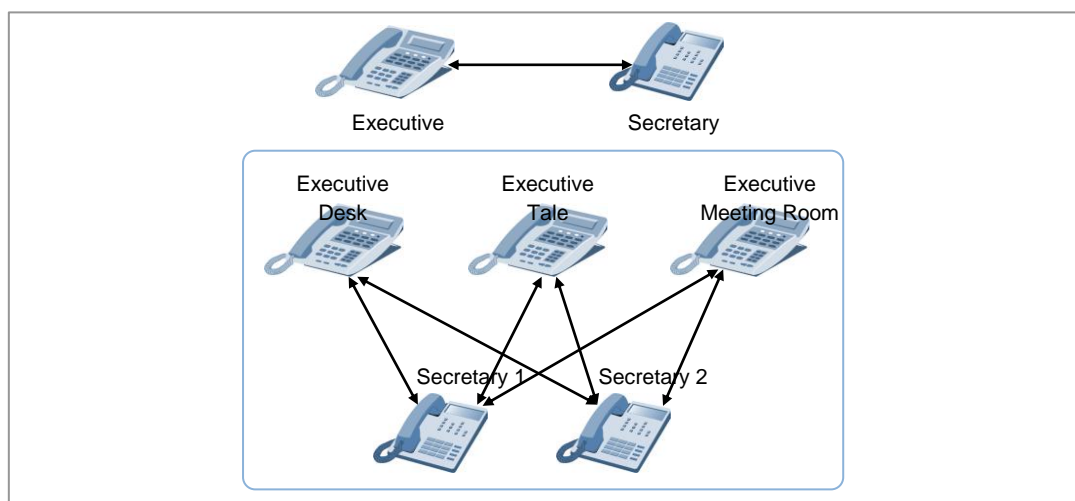 Executive
Secretary
Executive
Desk
Executive
Tale
Executive
Meeting Room
Secretary 1
Secretary 2